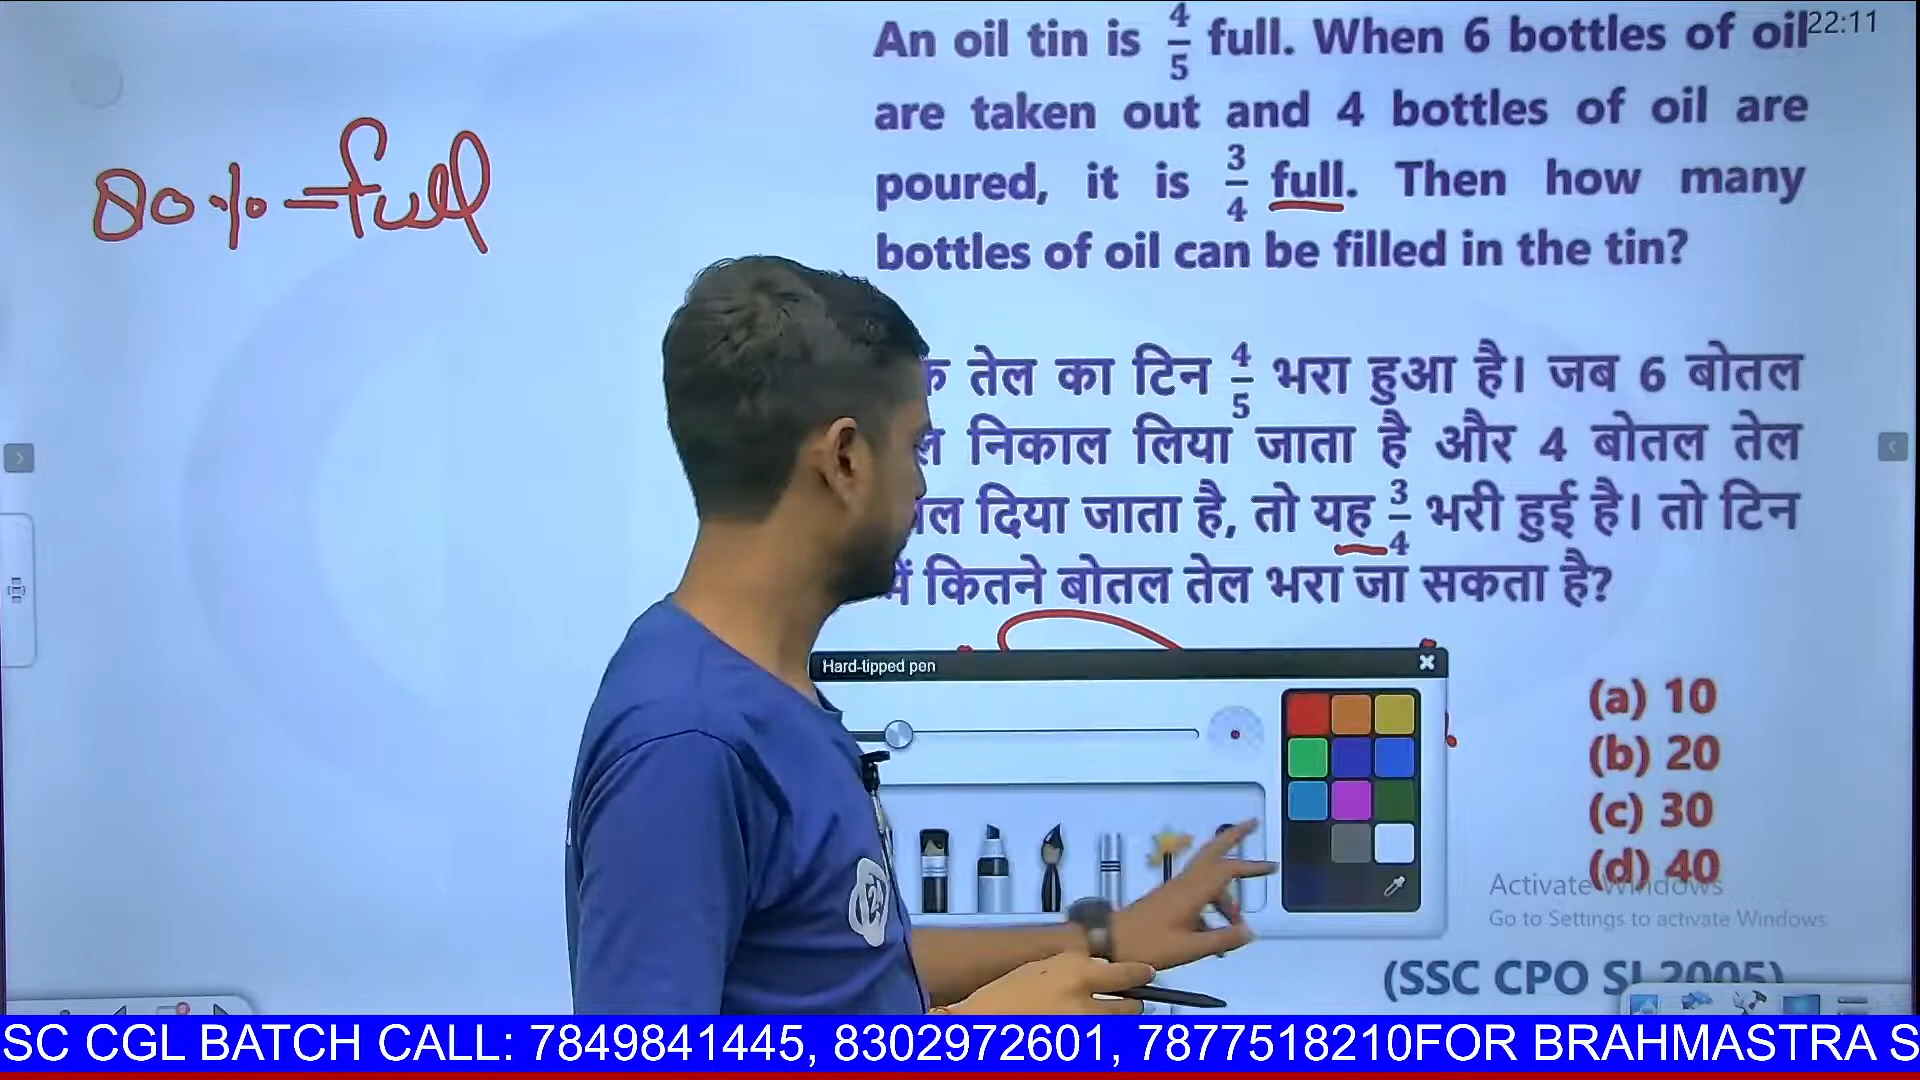 An oil tin is 4/5 full. When 6 bottles of oil
22:11
are taken out and 4 bottles of oil are
poured, it is 3/4 full. Then how many
bottles of oil can be filled in the tin?
80% = full
तेल का टिन 4/5 भरा हुआ है। जब 6 बोतल
निकाल लिया जाता है और 4 बोतल तेल
दिया जाता है, तो यह 3/4 भरी हुई है। तो टिन
में कितने बोतल तेल भरा जा सकता है?
Hard-tipped pen
(a) 10
(b) 20
(c) 30
(d) 40
Activate Windows
Go to Settings to activate Windows
(SSC CPO SI 2005)
SC CGL BATCH CALL: 7849841445, 8302972601, 7877518210FOR BRAHMASTRA S